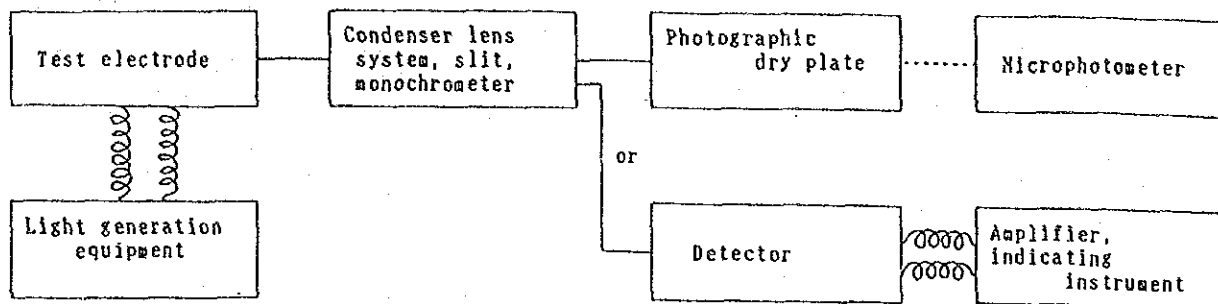 Test electrode
Condenser lens
system, slit,
monochrometer
Photographic
dry plate
Microphotometer
or
Light generation
equipment
Detector
Amplifier,
indicating
instrument